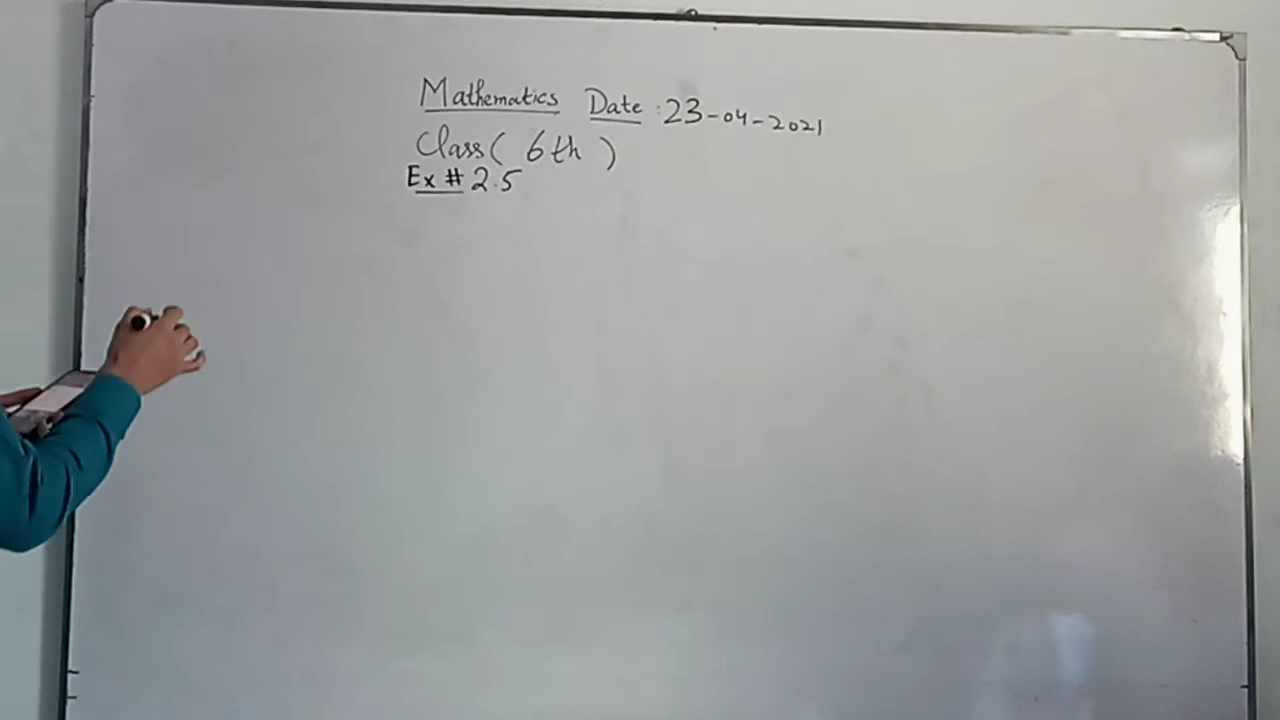 Mathematics Date : 23-04-2021
Class( 6th )
Ex # 2.5